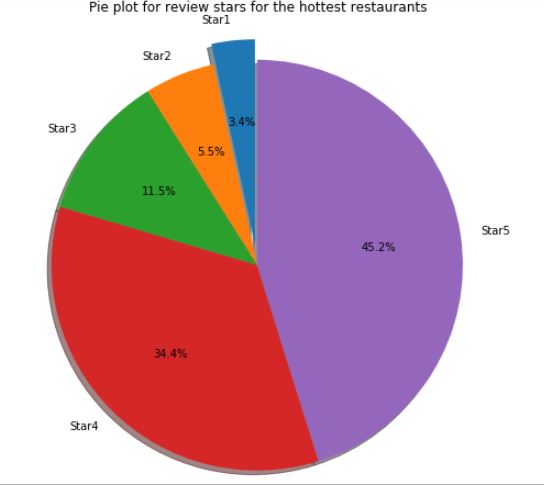 Pie plot for review stars for the hottest restaurants
Star1
Star2
3.4%
5.5%
Star3
11.5%
Star5
45.2%
34.4%
Star4